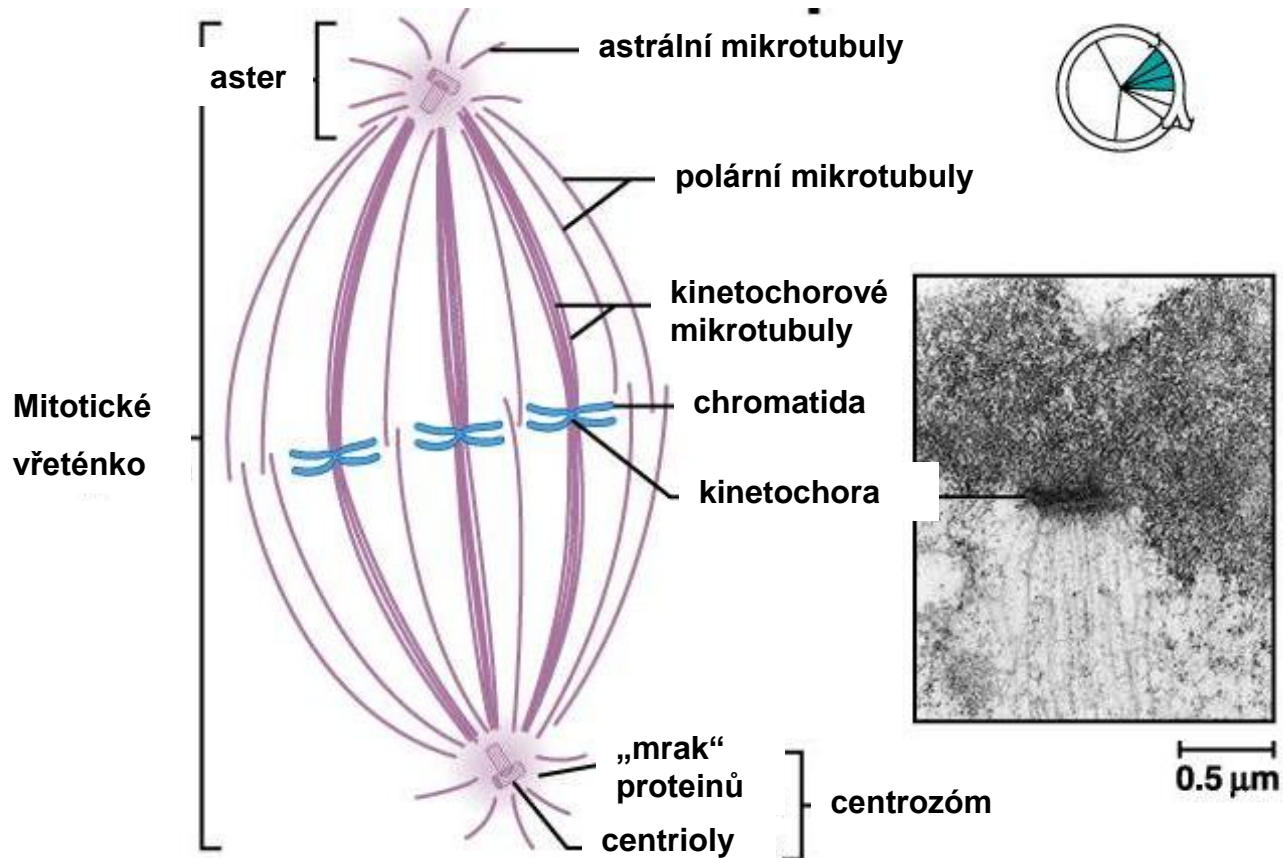 astrální mikrotubuly
aster
polární mikrotubuly
kinetochorové
mikrotubuly
chromatida
Mitotické
vřeténko
kinetochora
„mrak“
proteinů
0.5 µm
centrozóm
centrioly